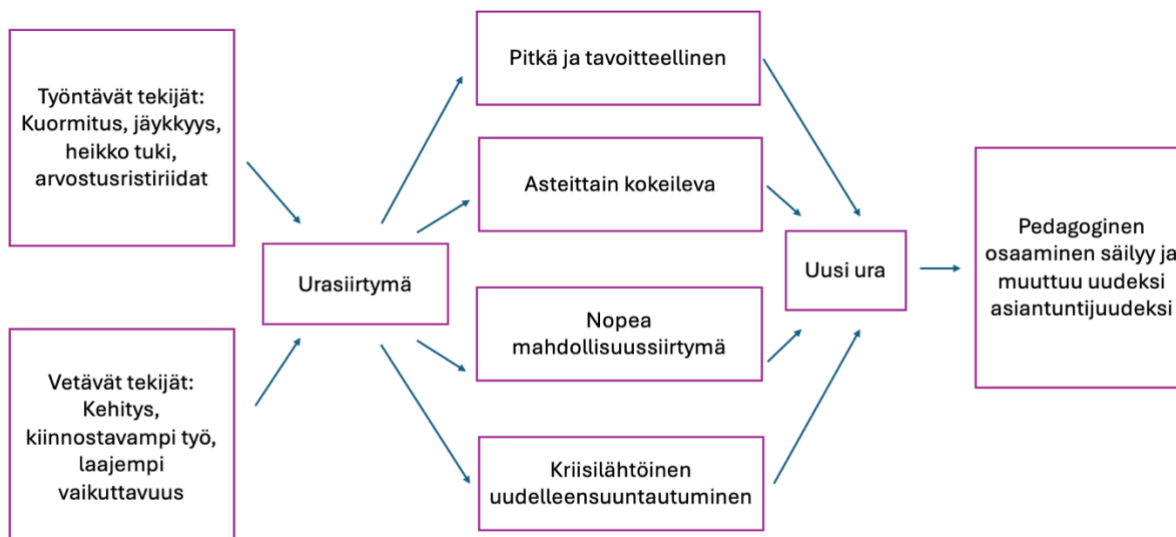 Työntävät tekijät:
Kuormitus, jäykkyys,
heikko tuki,
arvostusristiriidat
Vetävät tekijät:
Kehitys,
kiinnostavampi työ,
laajempi
vaikuttavuus
Urasiirtymä
Pitkä ja tavoitteellinen
Asteittain kokeileva
Nopea
mahdollisuussiirtymä
Kriisilähtöinen
uudelleensuuntautuminen
Uusi ura
Pedagoginen
osaaminen säilyy ja
muuttuu uudeksi
asiantuntijuudeksi